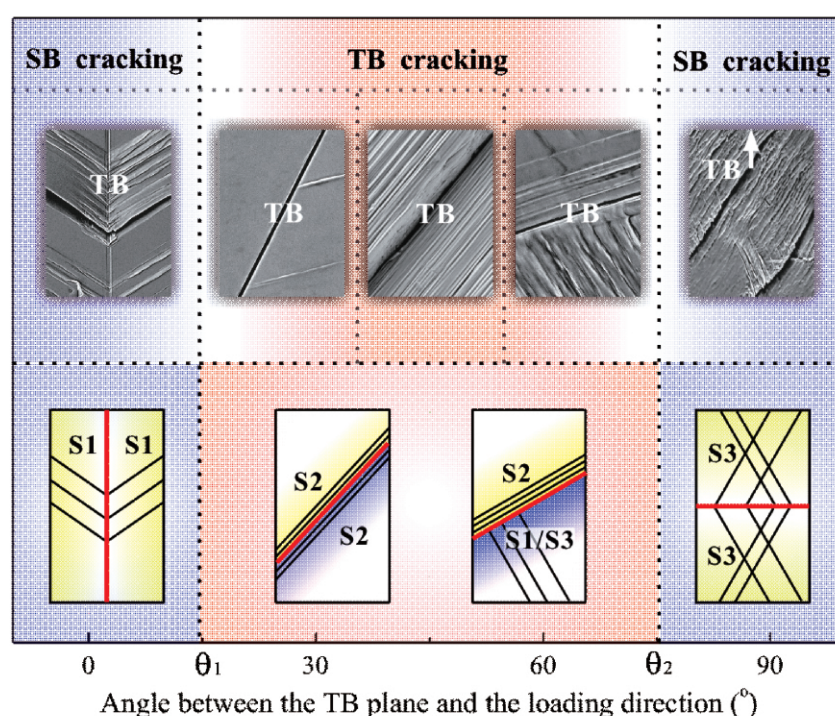 SB cracking TB cracking SB cracking
TB TB TB TB TB
S1 S1 S2 S2 S3
S2 S1/S3 S3
0 θ1 30 60 θ2 90
Angle between the TB plane and the loading direction (°)